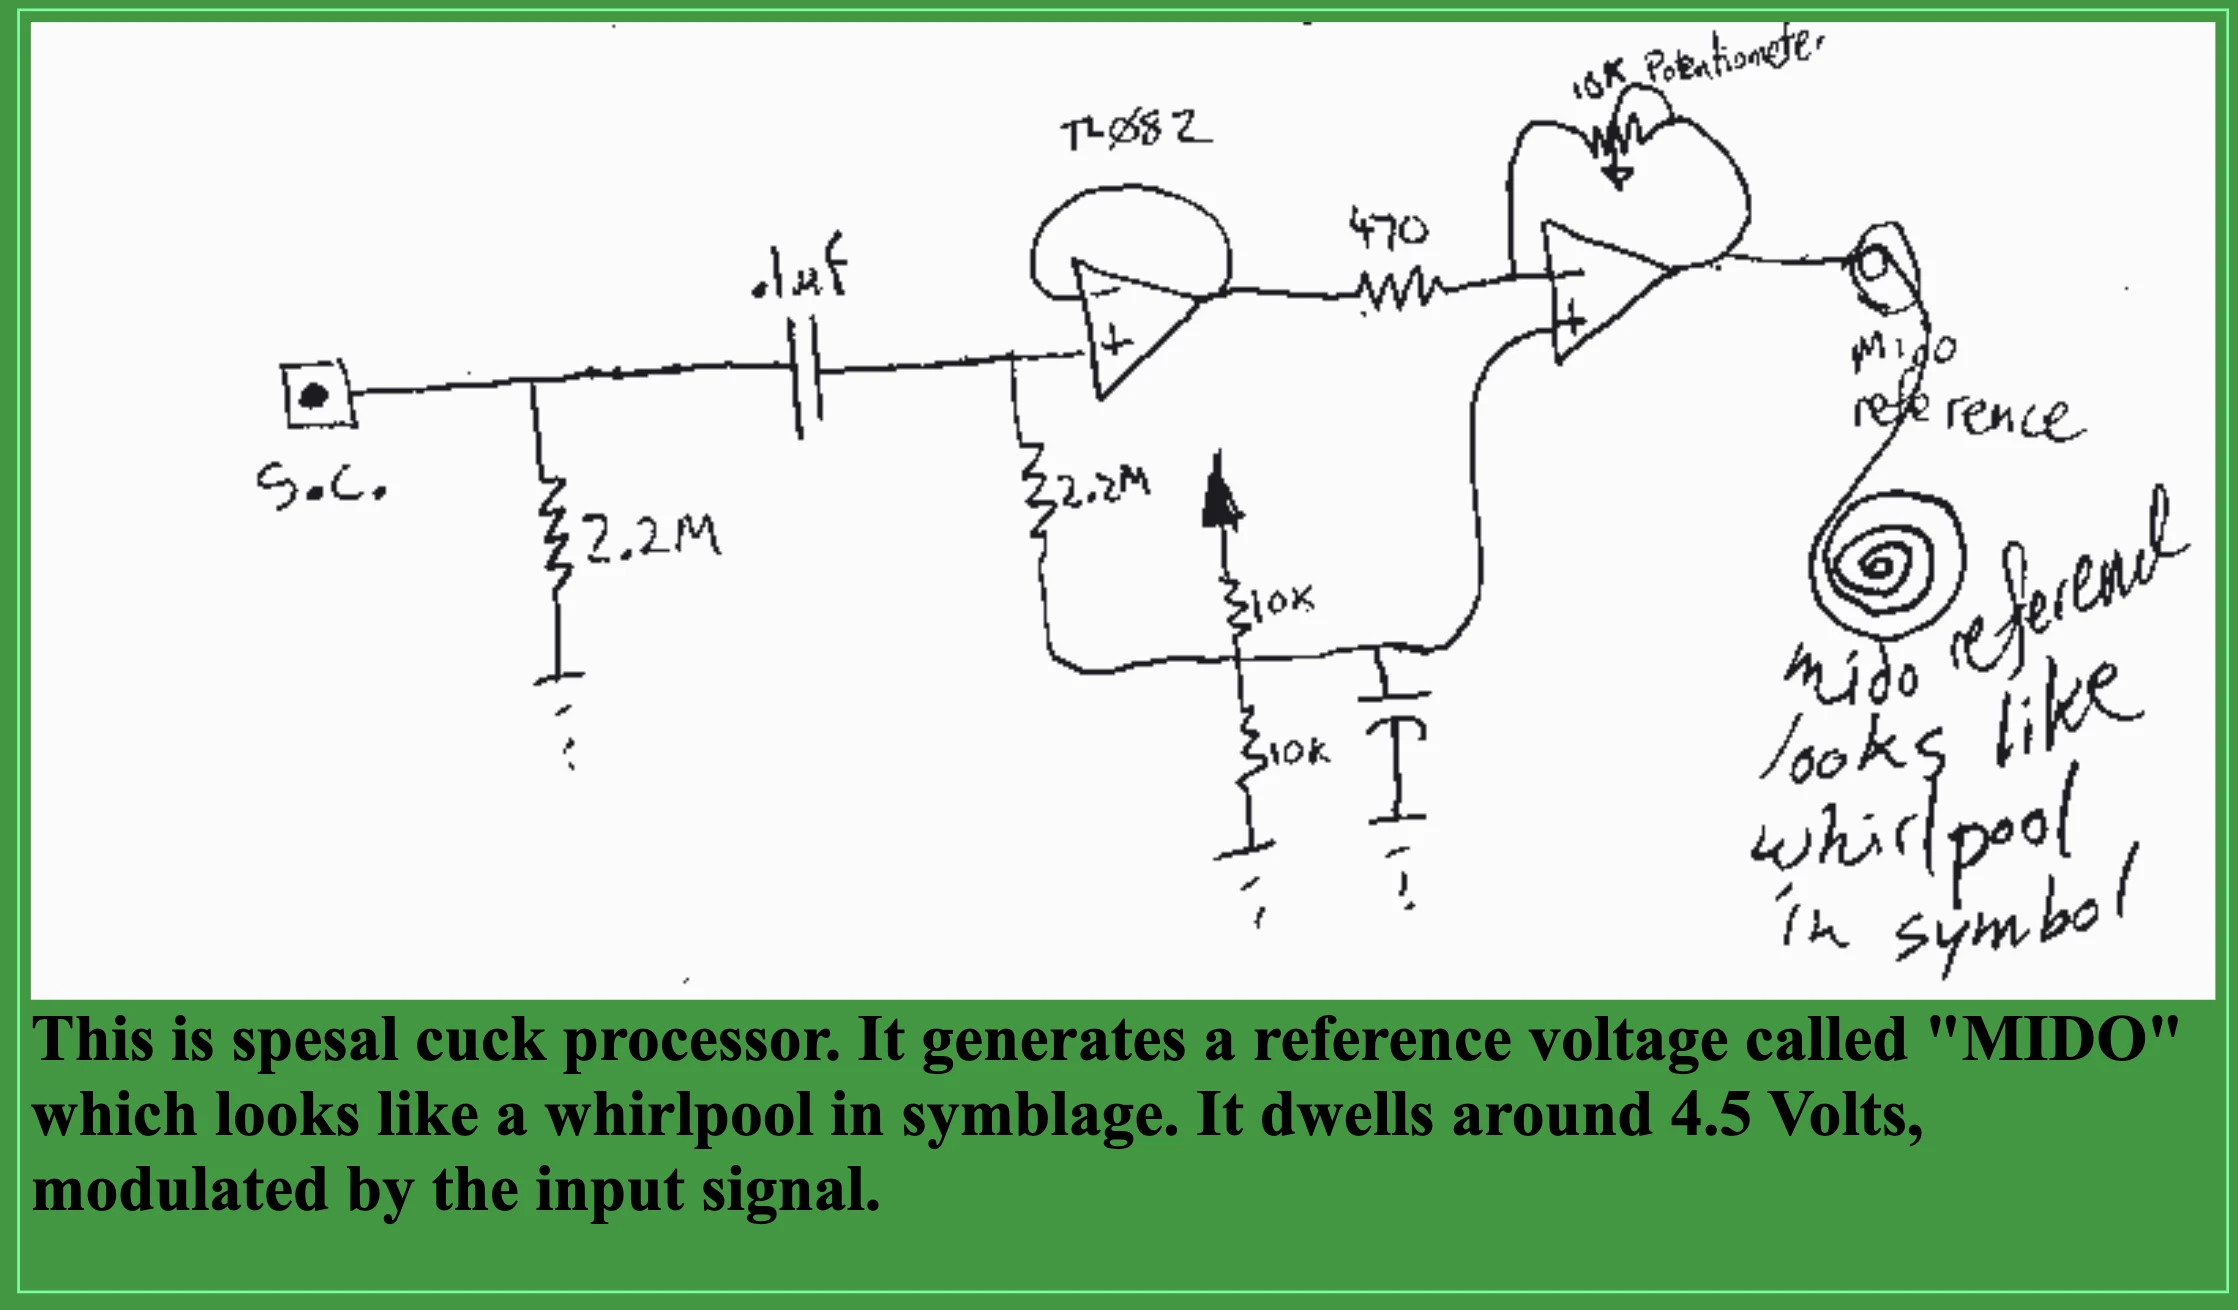 10K Potentiometer
TLØ82
470
.1uf
S.C.
2.2M
2.2M
10K
10K
Mido
reference
mido referend
looks like
whirlpool
in symbol
This is spesal cuck processor. It generates a reference voltage called "MIDO"
which looks like a whirlpool in symblage. It dwells around 4.5 Volts,
modulated by the input signal.